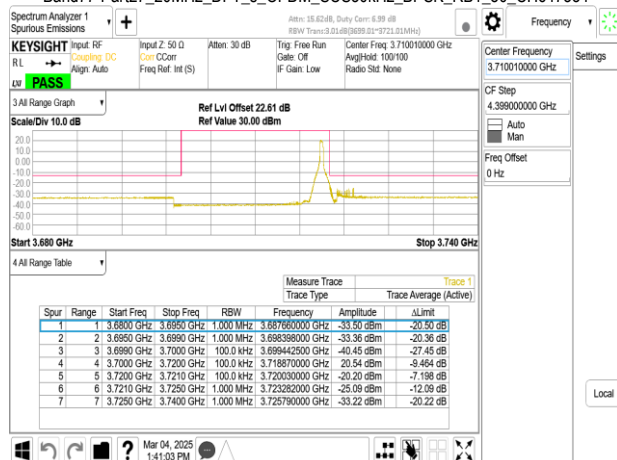 Spectrum Analyzer 1
Spurious Emissions
Attn: 15.62dB, Duty Corr: 6.99 dB
RBW Tranc:3.01dB(3699.01~3721.01MHz)
Frequency
KEYSIGHT
RL
LXI
PASS
Input: RF
Coupling: DC
Align: Auto
Input Z: 50 Ω
Corr CCorr
Freq Ref: Int (S)
Atten: 30 dB
Trig: Free Run
Gate: Off
IF Gain: Low
Center Freq: 3.710010000 GHz
Avg|Hold: 100/100
Radio Std: None
Center Frequency
3.710010000 GHz
Settings
CF Step
4.399000000 GHz
Auto
Man
Freq Offset
0 Hz
3 All Range Graph
Scale/Div 10.0 dB
Ref Lvl Offset 22.61 dB
Ref Value 30.00 dBm
20.0
10.0
0.00
-10.0
-20.0
-30.0
-40.0
-50.0
-60.0
Start 3.680 GHz
Stop 3.740 GHz
4 All Range Table
Measure Trace Trace 1
Trace Type Trace Average (Active)
Spur Range Start Freq Stop Freq RBW Frequency Amplitude ΔLimit
1 1 3.6800 GHz 3.6950 GHz 1.000 MHz 3.687660000 GHz -33.50 dBm -20.50 dB
2 2 3.6950 GHz 3.6990 GHz 1.000 MHz 3.698398000 GHz -33.36 dBm -20.36 dB
3 3 3.6990 GHz 3.7000 GHz 100.0 kHz 3.699442500 GHz -40.45 dBm -27.45 dB
4 4 3.7000 GHz 3.7200 GHz 100.0 kHz 3.718870000 GHz 20.54 dBm -9.464 dB
5 5 3.7200 GHz 3.7210 GHz 100.0 kHz 3.720030000 GHz -20.20 dBm -7.198 dB
6 6 3.7210 GHz 3.7250 GHz 1.000 MHz 3.723282000 GHz -25.09 dBm -12.09 dB
7 7 3.7250 GHz 3.7400 GHz 1.000 MHz 3.725790000 GHz -33.22 dBm -20.22 dB
Local
Mar 04, 2025
1:41:03 PM